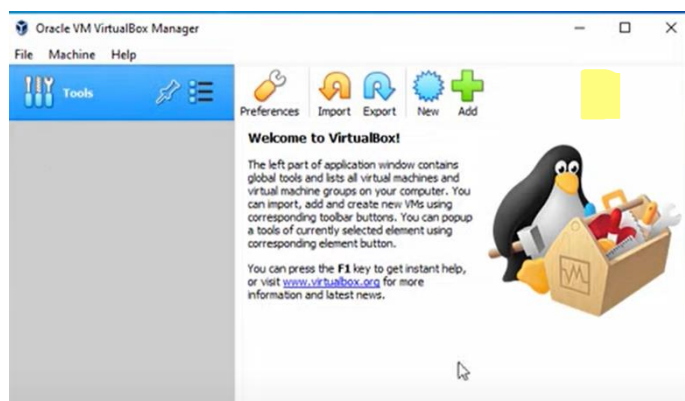 Oracle VM VirtualBox Manager
File Machine Help
Tools
Preferences Import Export New Add
Welcome to VirtualBox!
The left part of application window contains
global tools and lists all virtual machines and
virtual machine groups on your computer. You
can import, add and create new VMs using
corresponding toolbar buttons. You can popup
a tools of currently selected element using
corresponding element button.
You can press the F1 key to get instant help,
or visit www.virtualbox.org for more
information and latest news.